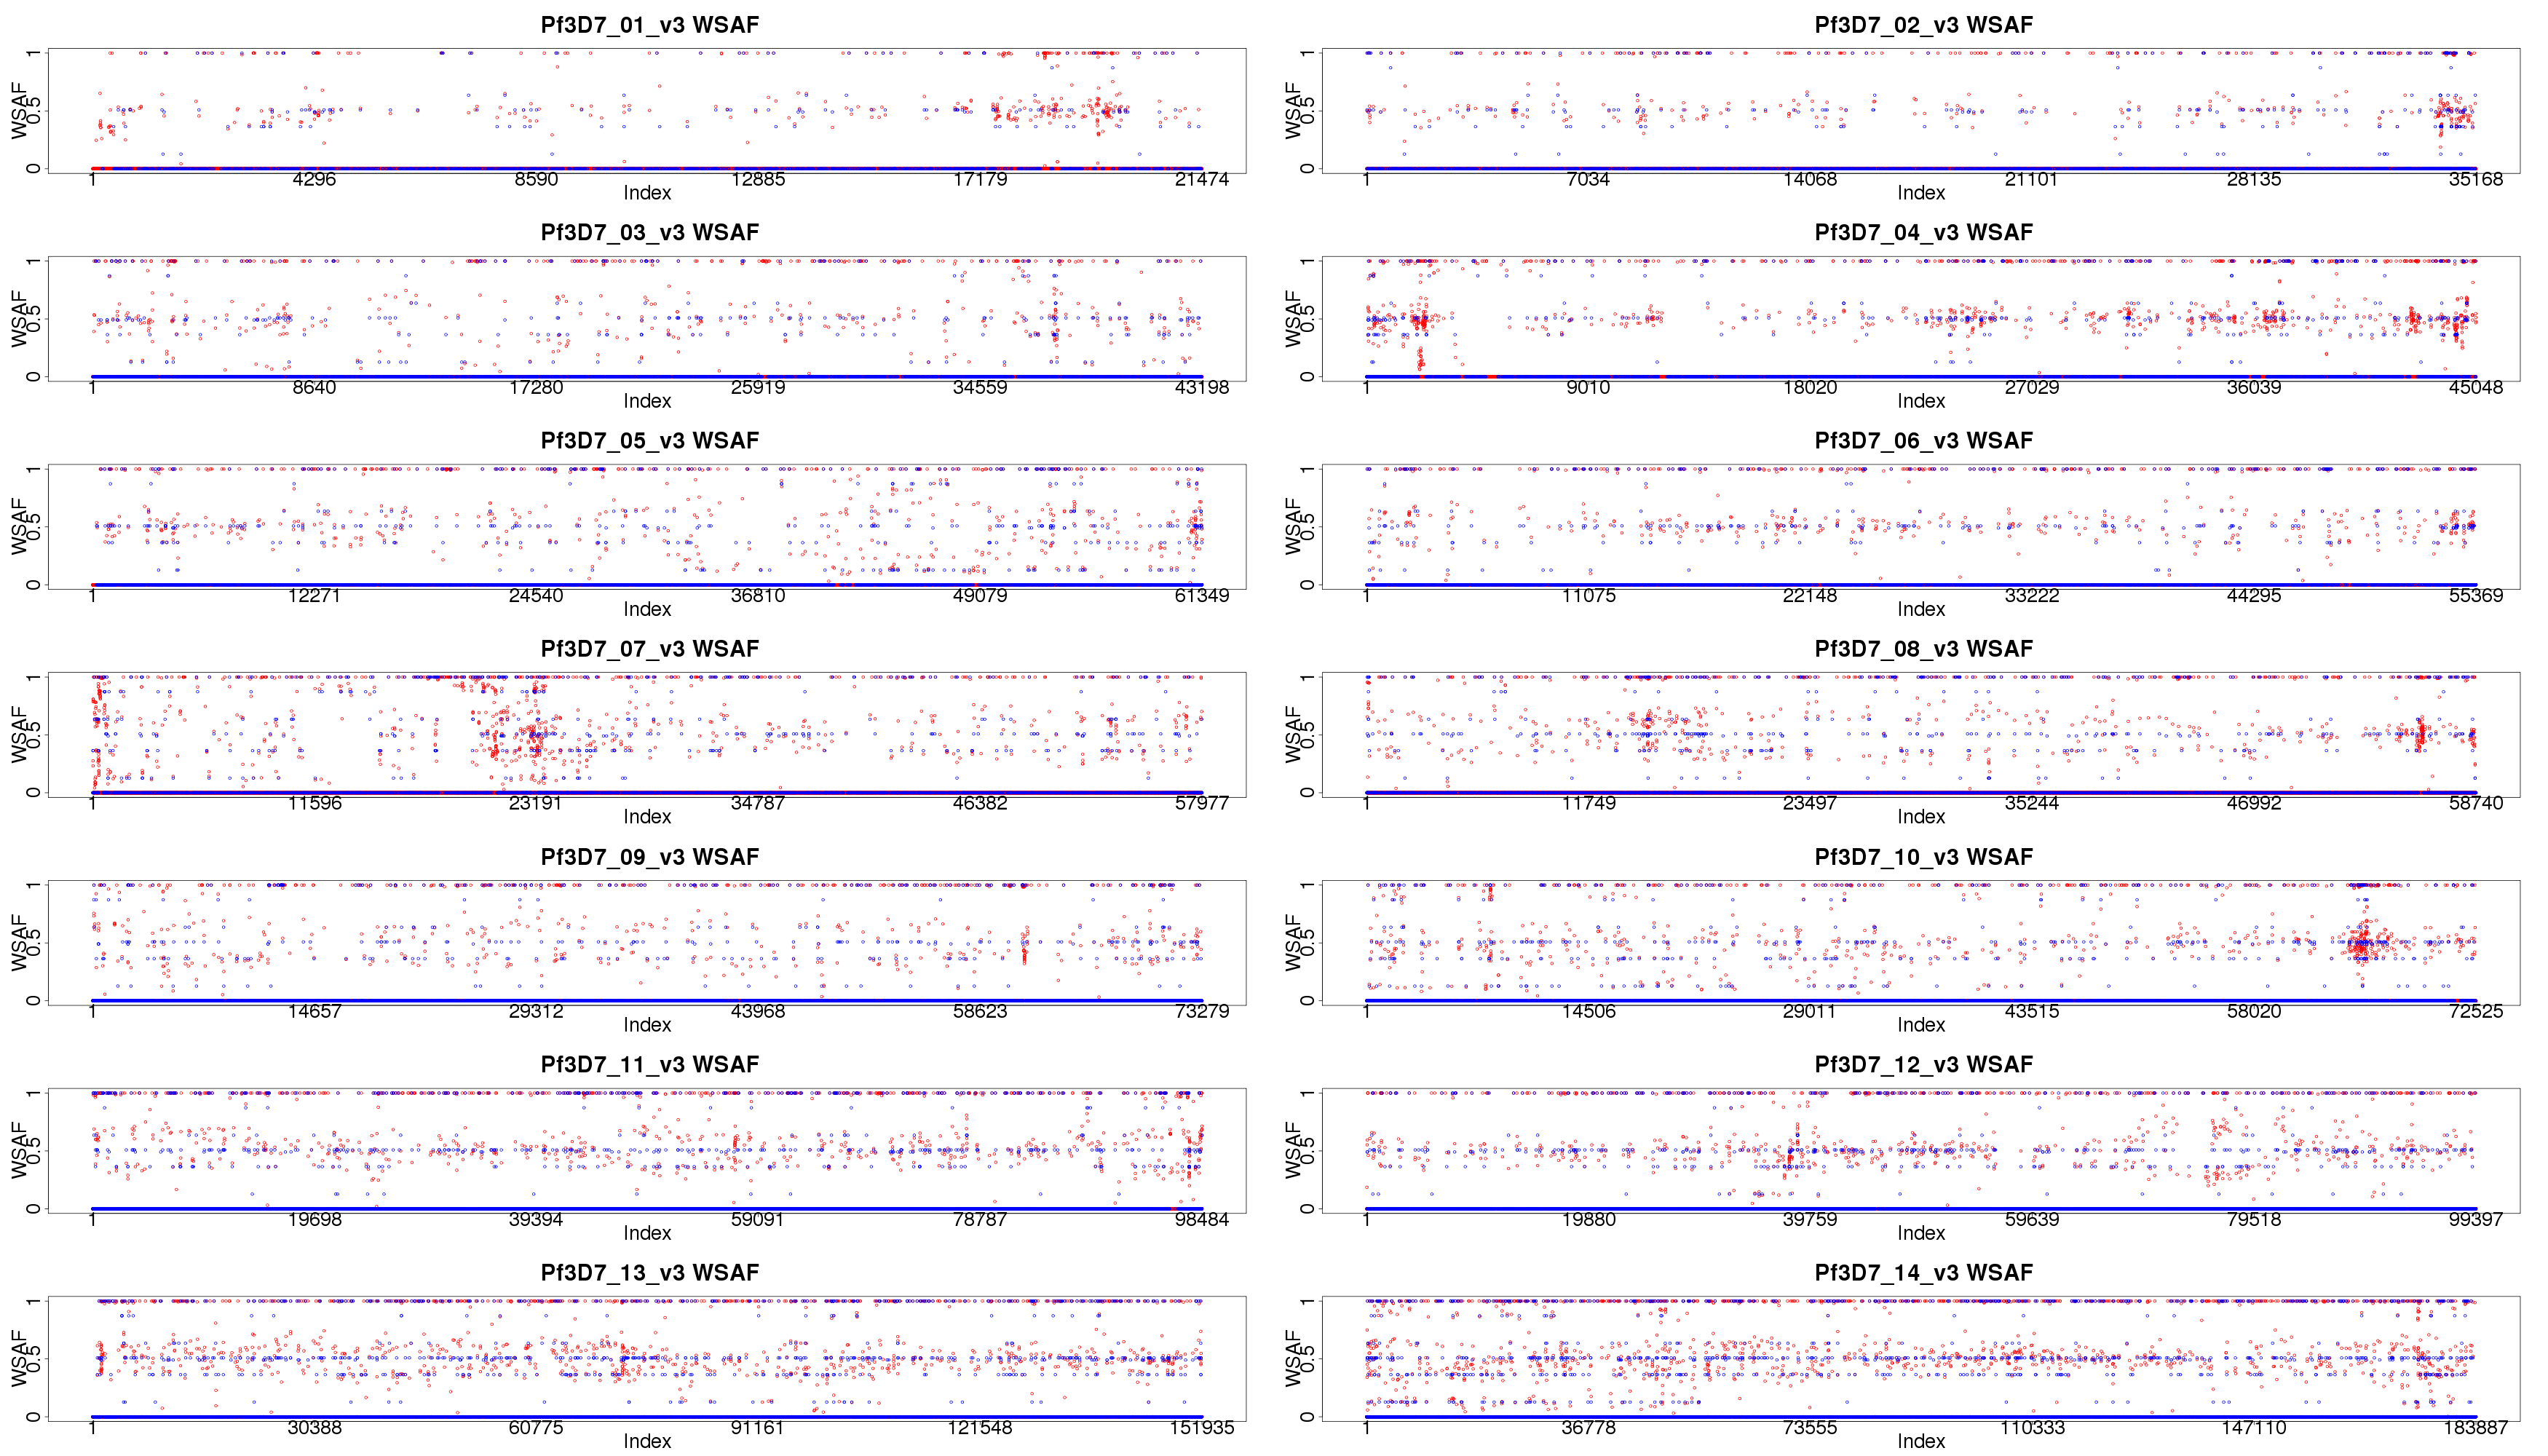 Pf3D7_01_v3 WSAF
WSAF
0 0.5 1
1 4296 8590 12885 17179 21474
Index
Pf3D7_02_v3 WSAF
WSAF
0 0.5 1
1 7034 14068 21101 28135 35168
Index
Pf3D7_03_v3 WSAF
WSAF
0 0.5 1
1 8640 17280 25919 34559 43198
Index
Pf3D7_04_v3 WSAF
WSAF
0 0.5 1
1 9010 18020 27029 36039 45048
Index
Pf3D7_05_v3 WSAF
WSAF
0 0.5 1
1 12271 24540 36810 49079 61349
Index
Pf3D7_06_v3 WSAF
WSAF
0 0.5 1
1 11075 22148 33222 44295 55369
Index
Pf3D7_07_v3 WSAF
WSAF
0 0.5 1
1 11596 23191 34787 46382 57977
Index
Pf3D7_08_v3 WSAF
WSAF
0 0.5 1
1 11749 23497 35244 46992 58740
Index
Pf3D7_09_v3 WSAF
WSAF
0 0.5 1
1 14657 29312 43968 58623 73279
Index
Pf3D7_10_v3 WSAF
WSAF
0 0.5 1
1 14506 29011 43515 58020 72525
Index
Pf3D7_11_v3 WSAF
WSAF
0 0.5 1
1 19698 39394 59091 78787 98484
Index
Pf3D7_12_v3 WSAF
WSAF
0 0.5 1
1 19880 39759 59639 79518 99397
Index
Pf3D7_13_v3 WSAF
WSAF
0 0.5 1
1 30388 60775 91161 121548 151935
Index
Pf3D7_14_v3 WSAF
WSAF
0 0.5 1
1 36778 73555 110333 147110 183887
Index